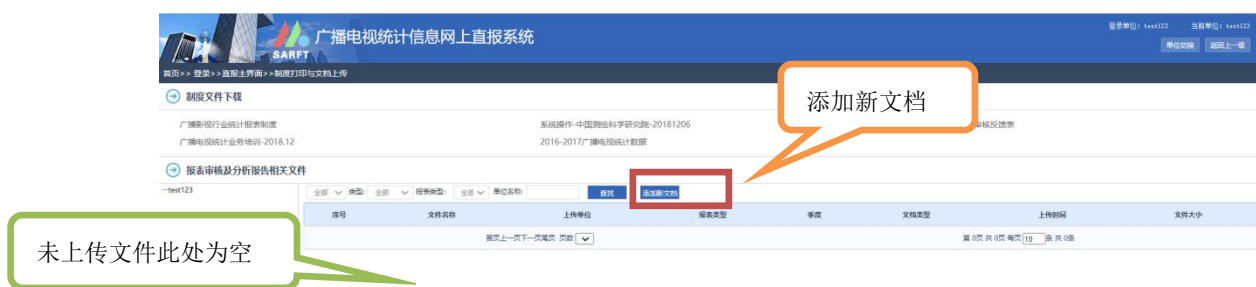 SARFT
广播电视统计信息网上直报系统
登录单位：test123 当前单位：test123
单位切换 返回上一级
首页>> 登录>>直报主界面>>制度打印与文档上传
制度文件下载
添加新文档
广播影视行业统计报表制度 系统操作-中国测绘科学研究院-20181206 审核反馈表
广播电视统计业务培训-2018.12 2016-2017广播电视统计数据
报表审核及分析报告相关文件
--test123
全部 类型: 全部 报表类型: 全部 单位名称: 查找 添加新文档
序号 文件名称 上传单位 报表类型 季度 文档类型 上传时间 文件大小
首页上一页下一页尾页 页数 第 0页 共 0页 每页 10 条 共 0条
未上传文件此处为空